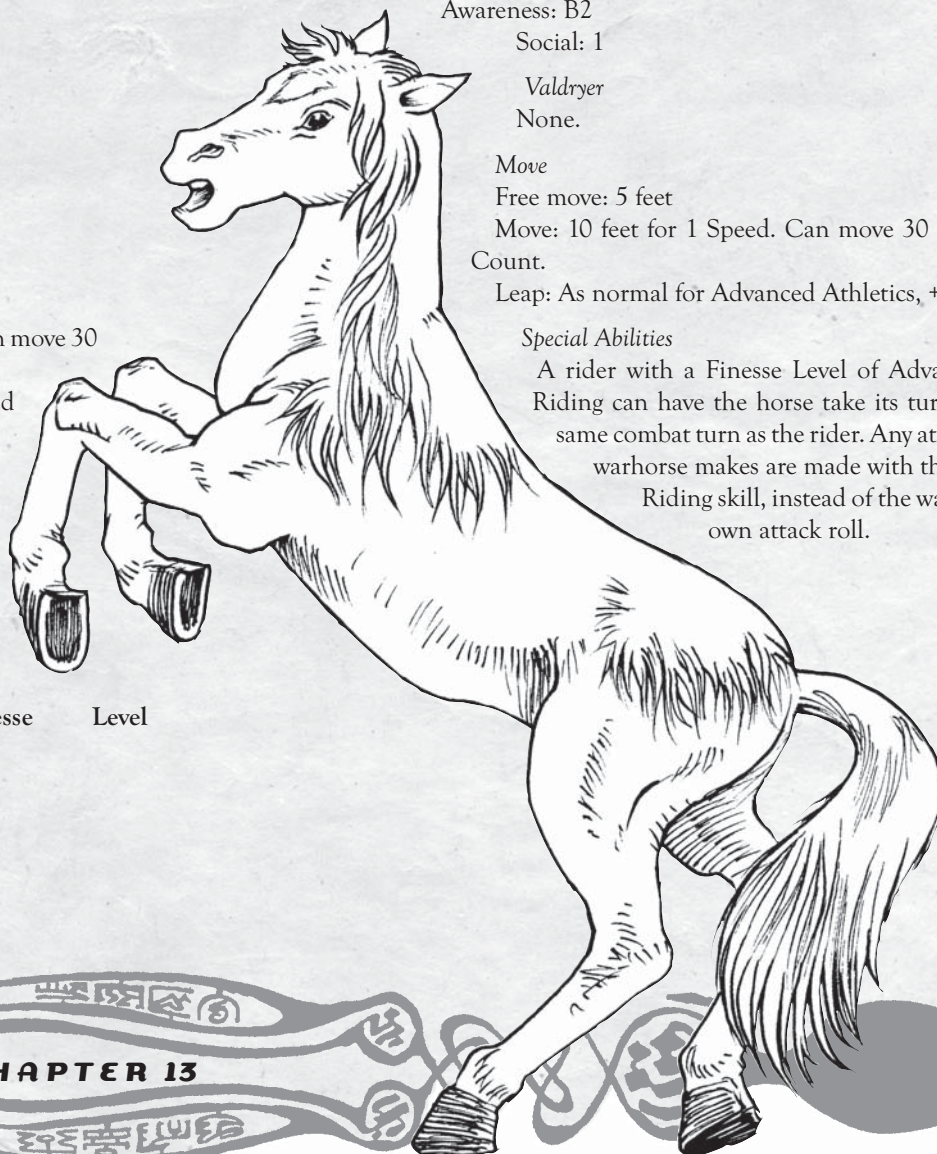 n move 30
d
esse Level
Awareness: B2
Social: 1
Valdryer
None.
Move
Free move: 5 feet
Move: 10 feet for 1 Speed. Can move 30
Count.
Leap: As normal for Advanced Athletics, +
Special Abilities
A rider with a Finesse Level of Adva
Riding can have the horse take its tur
same combat turn as the rider. Any at
warhorse makes are made with th
Riding skill, instead of the wa
own attack roll.
HAPTER 13